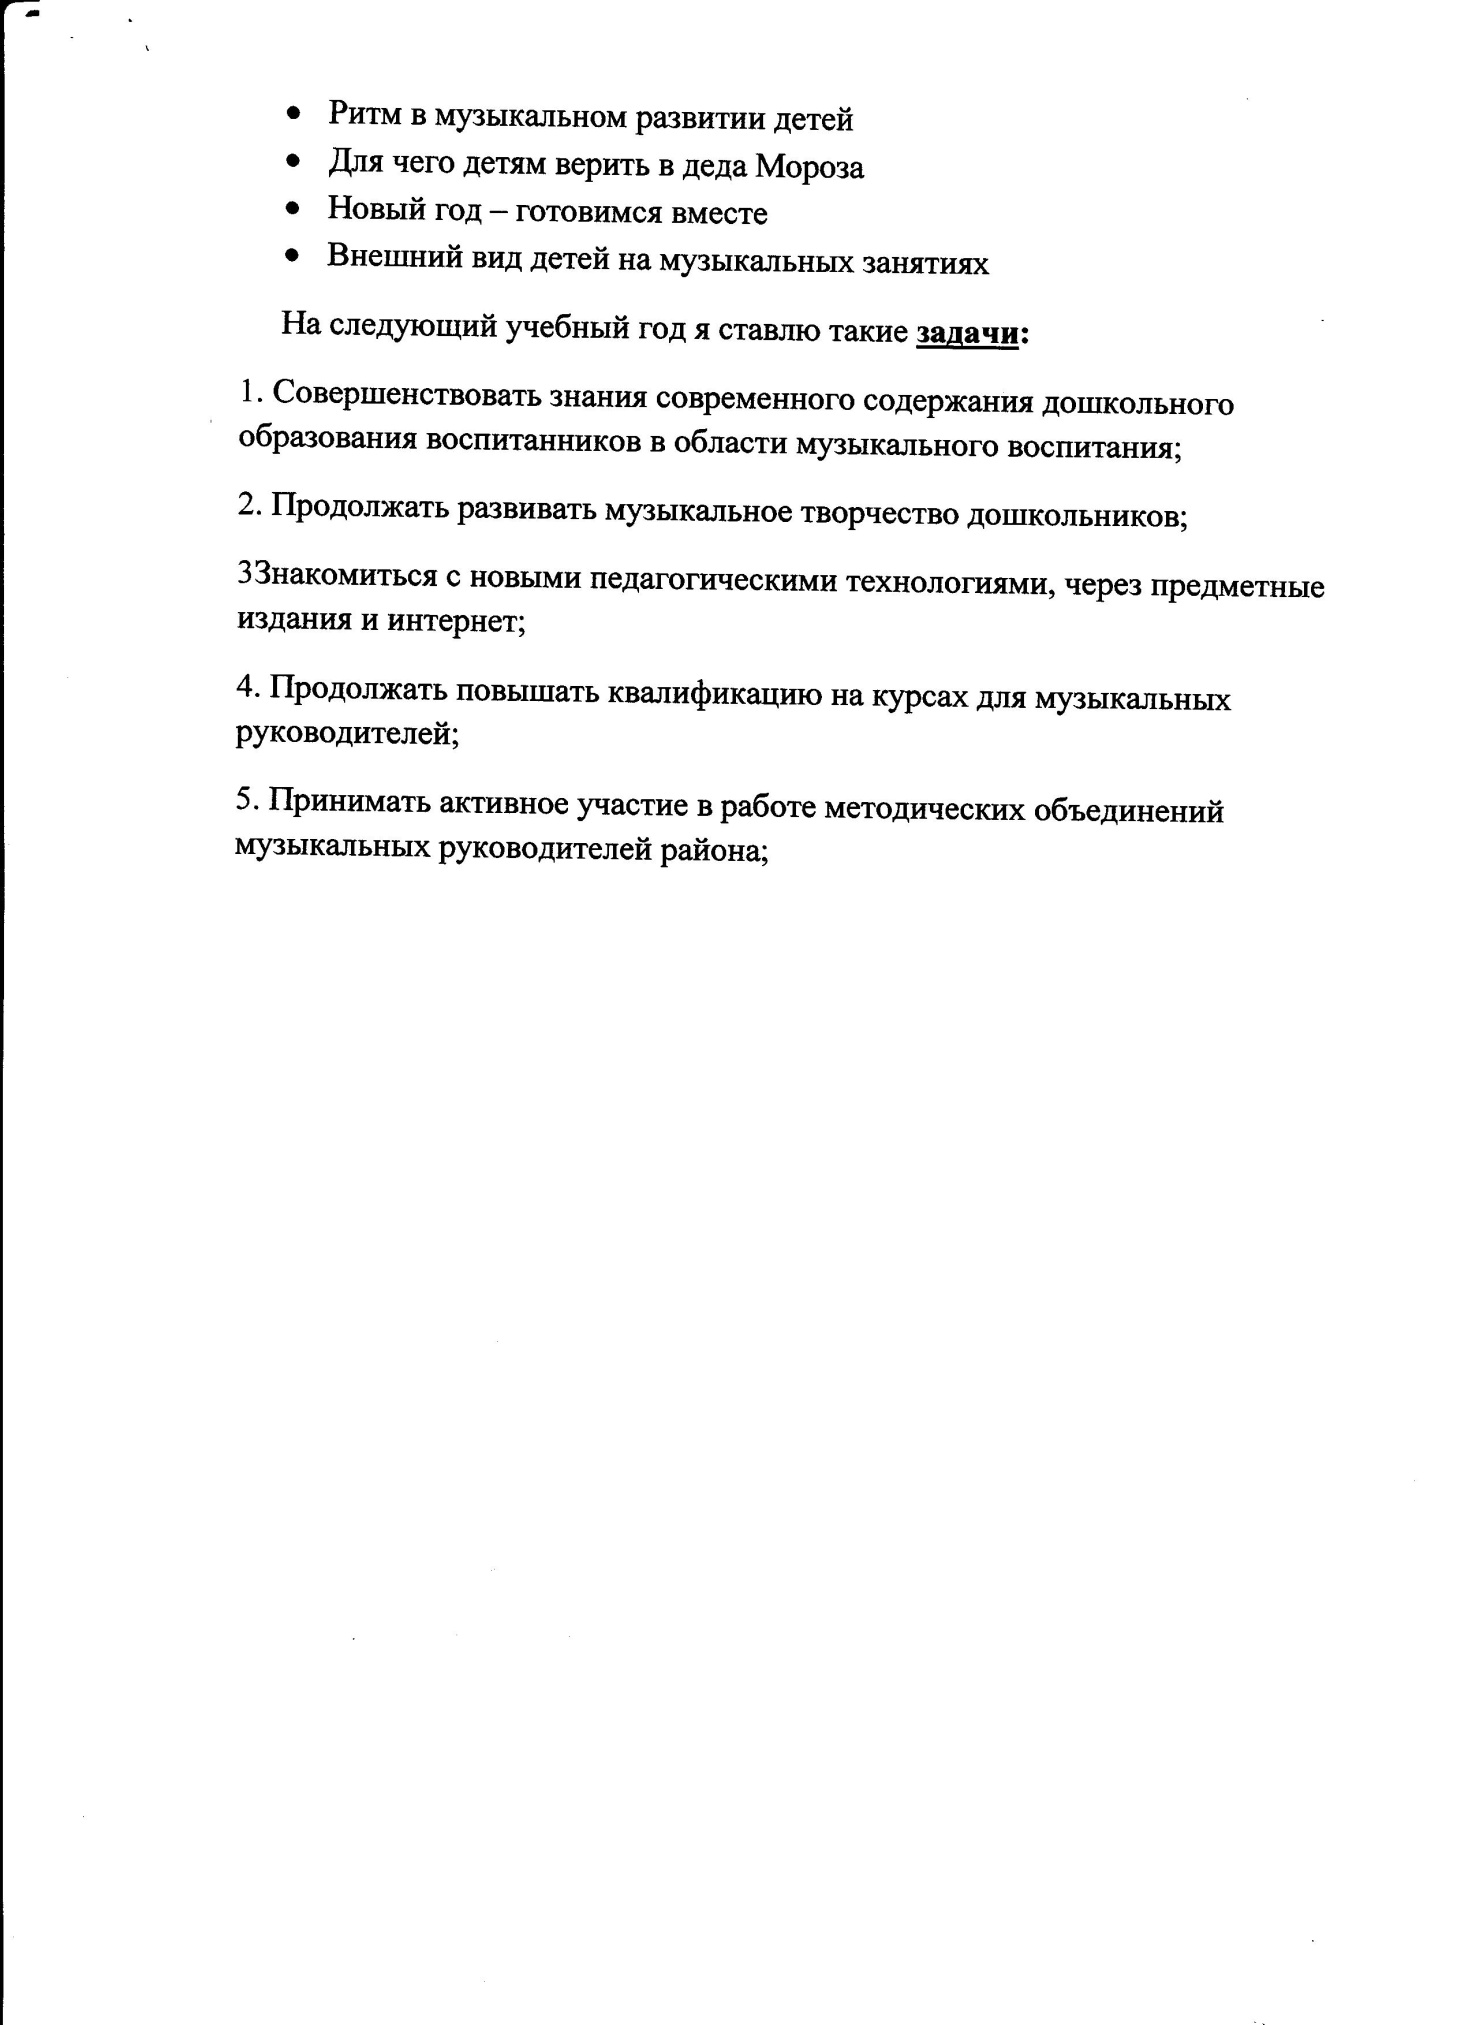 • Ритм в музыкальном развитии детей
• Для чего детям верить в деда Мороза
• Новый год – готовимся вместе
• Внешний вид детей на музыкальных занятиях
На следующий учебный год я ставлю такие задачи:
1. Совершенствовать знания современного содержания дошкольного
образования воспитанников в области музыкального воспитания;
2. Продолжать развивать музыкальное творчество дошкольников;
3Знакомиться с новыми педагогическими технологиями, через предметные
издания и интернет;
4. Продолжать повышать квалификацию на курсах для музыкальных
руководителей;
5. Принимать активное участие в работе методических объединений
музыкальных руководителей района;